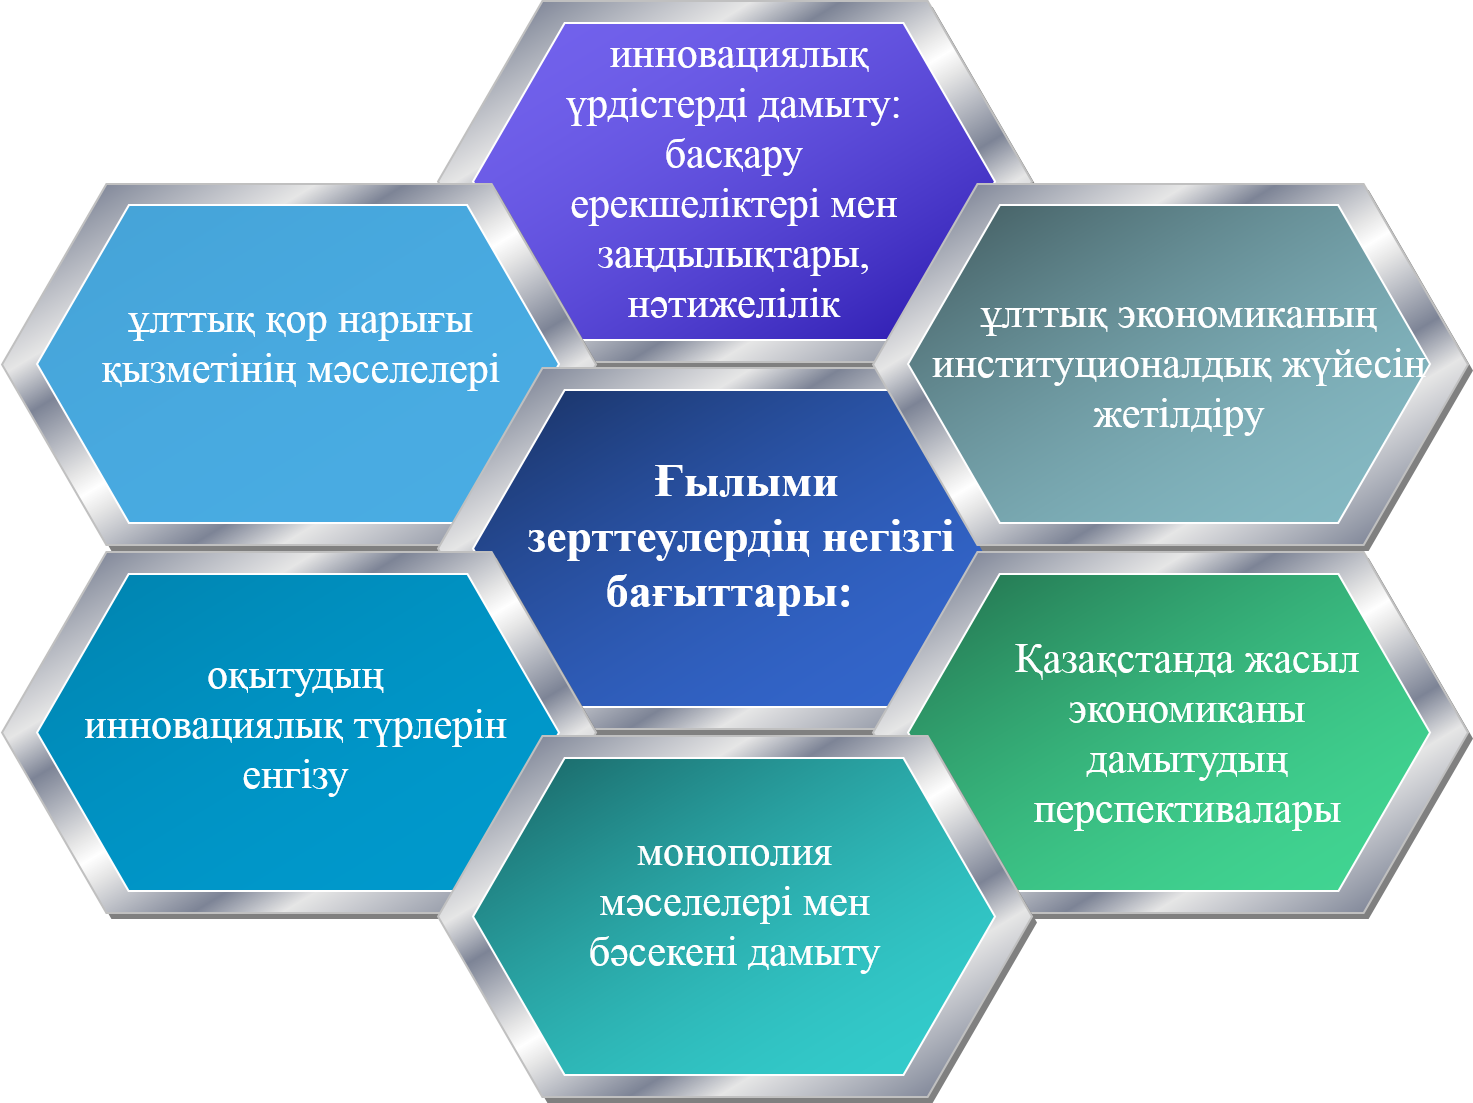 инновациялық
үрдістерді дамыту:
басқару
ерекшеліктері мен
заңдылықтары,
нәтижелілік
ұлттық қор нарығы
қызметінің мәселелері
ұлттық экономиканың
институционалдық жүйесін
жетілдіру
Ғылыми
зерттеулердің негізгі
бағыттары:
оқытудың
инновациялық түрлерін
енгізу
Қазақстанда жасыл
экономиканы
дамытудың
перспективалары
монополия
мәселелері мен
бәсекені дамыту